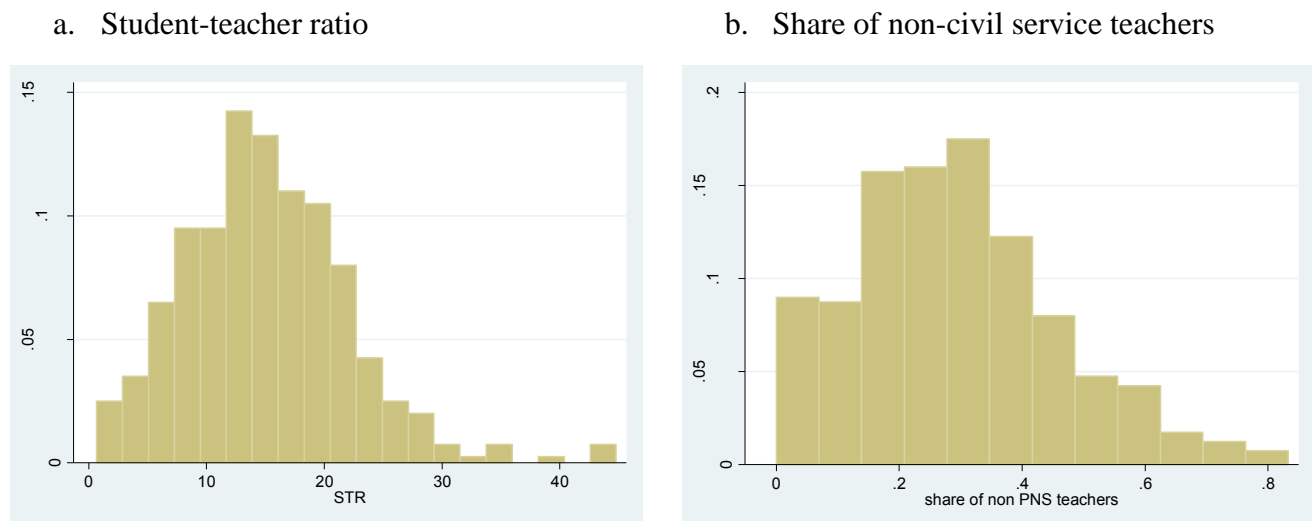 a. Student-teacher ratio
.15
.1
.05
0
0 10 20 30 40
STR
b. Share of non-civil service teachers
.2
.15
.1
.05
0
0 .2 .4 .6 .8
share of non PNS teachers